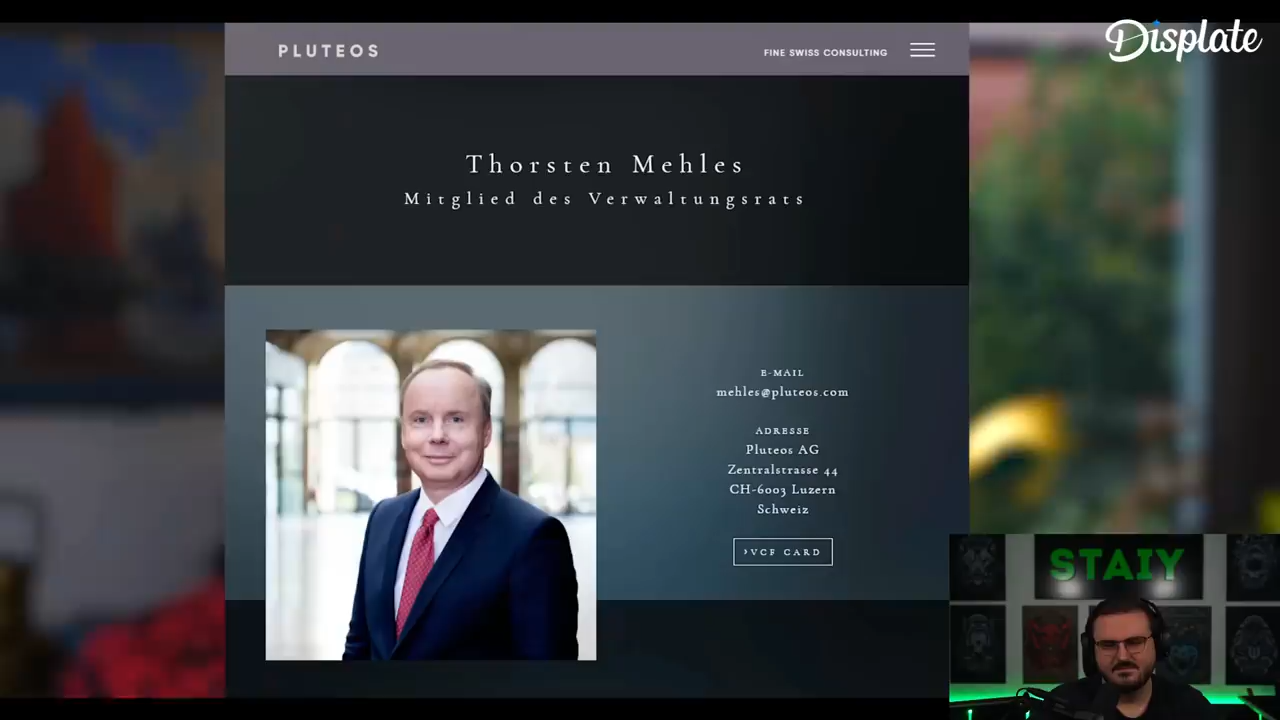 Displate
PLUTEOS
FINE SWISS CONSULTING
Thorsten Mehles
Mitglied des Verwaltungsrats
E-MAIL
mehles@pluteos.com
ADRESSE
Pluteos AG
Zentralstrasse 44
CH-6003 Luzern
Schweiz
›VCF CARD
STAIY